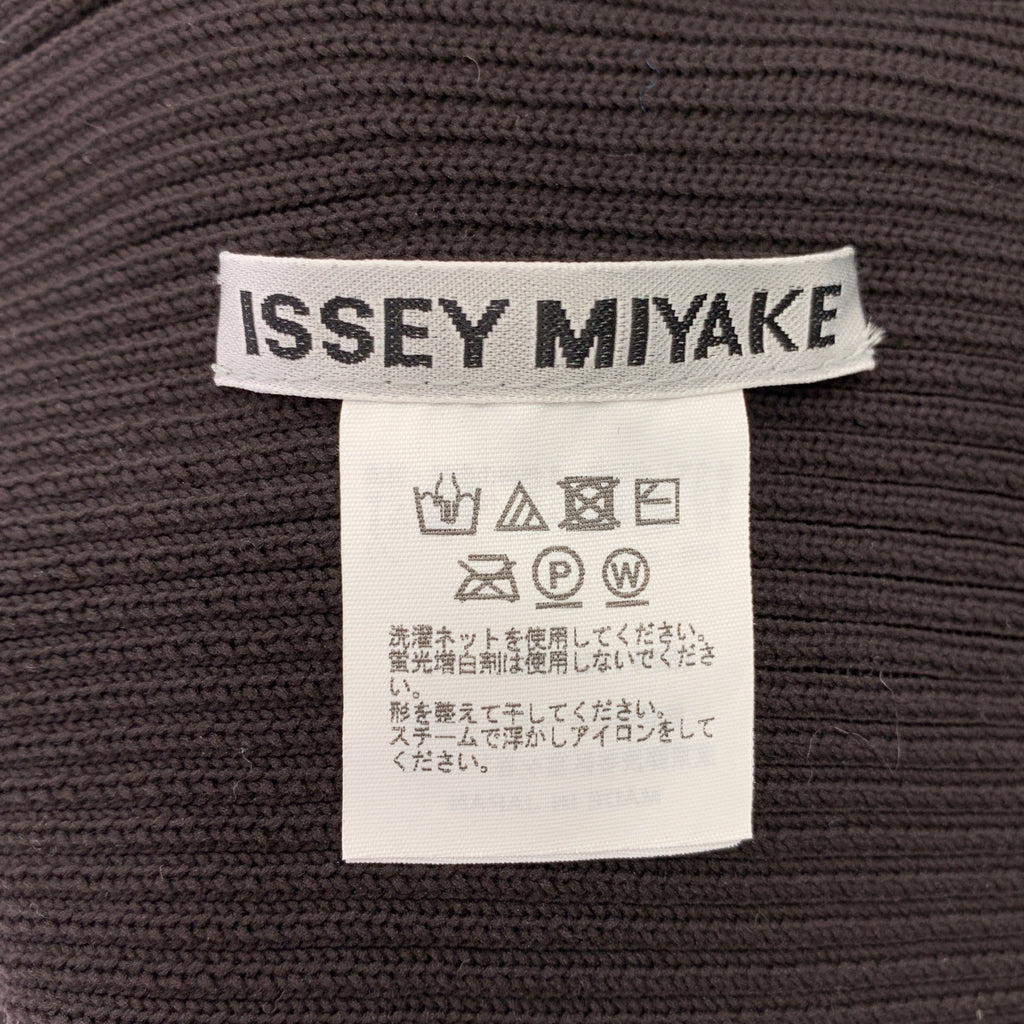 ISSEY MIYAKE
P W
洗濯ネットを使用してください。
蛍光増白剤は使用しないでくださ
い。
形を整えて干してください。
スチームで浮かしアイロンをして
ください。